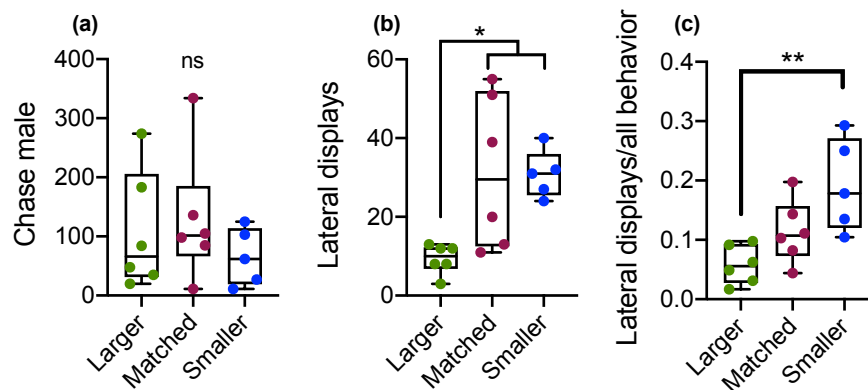 (a)
ns
Chase male
400
300
200
100
0
Larger
Matched
Smaller
(b)
*
Lateral displays
60
40
20
0
Larger
Matched
Smaller
(c)
**
Lateral displays/all behavior
0.4
0.3
0.2
0.1
0.0
Larger
Matched
Smaller